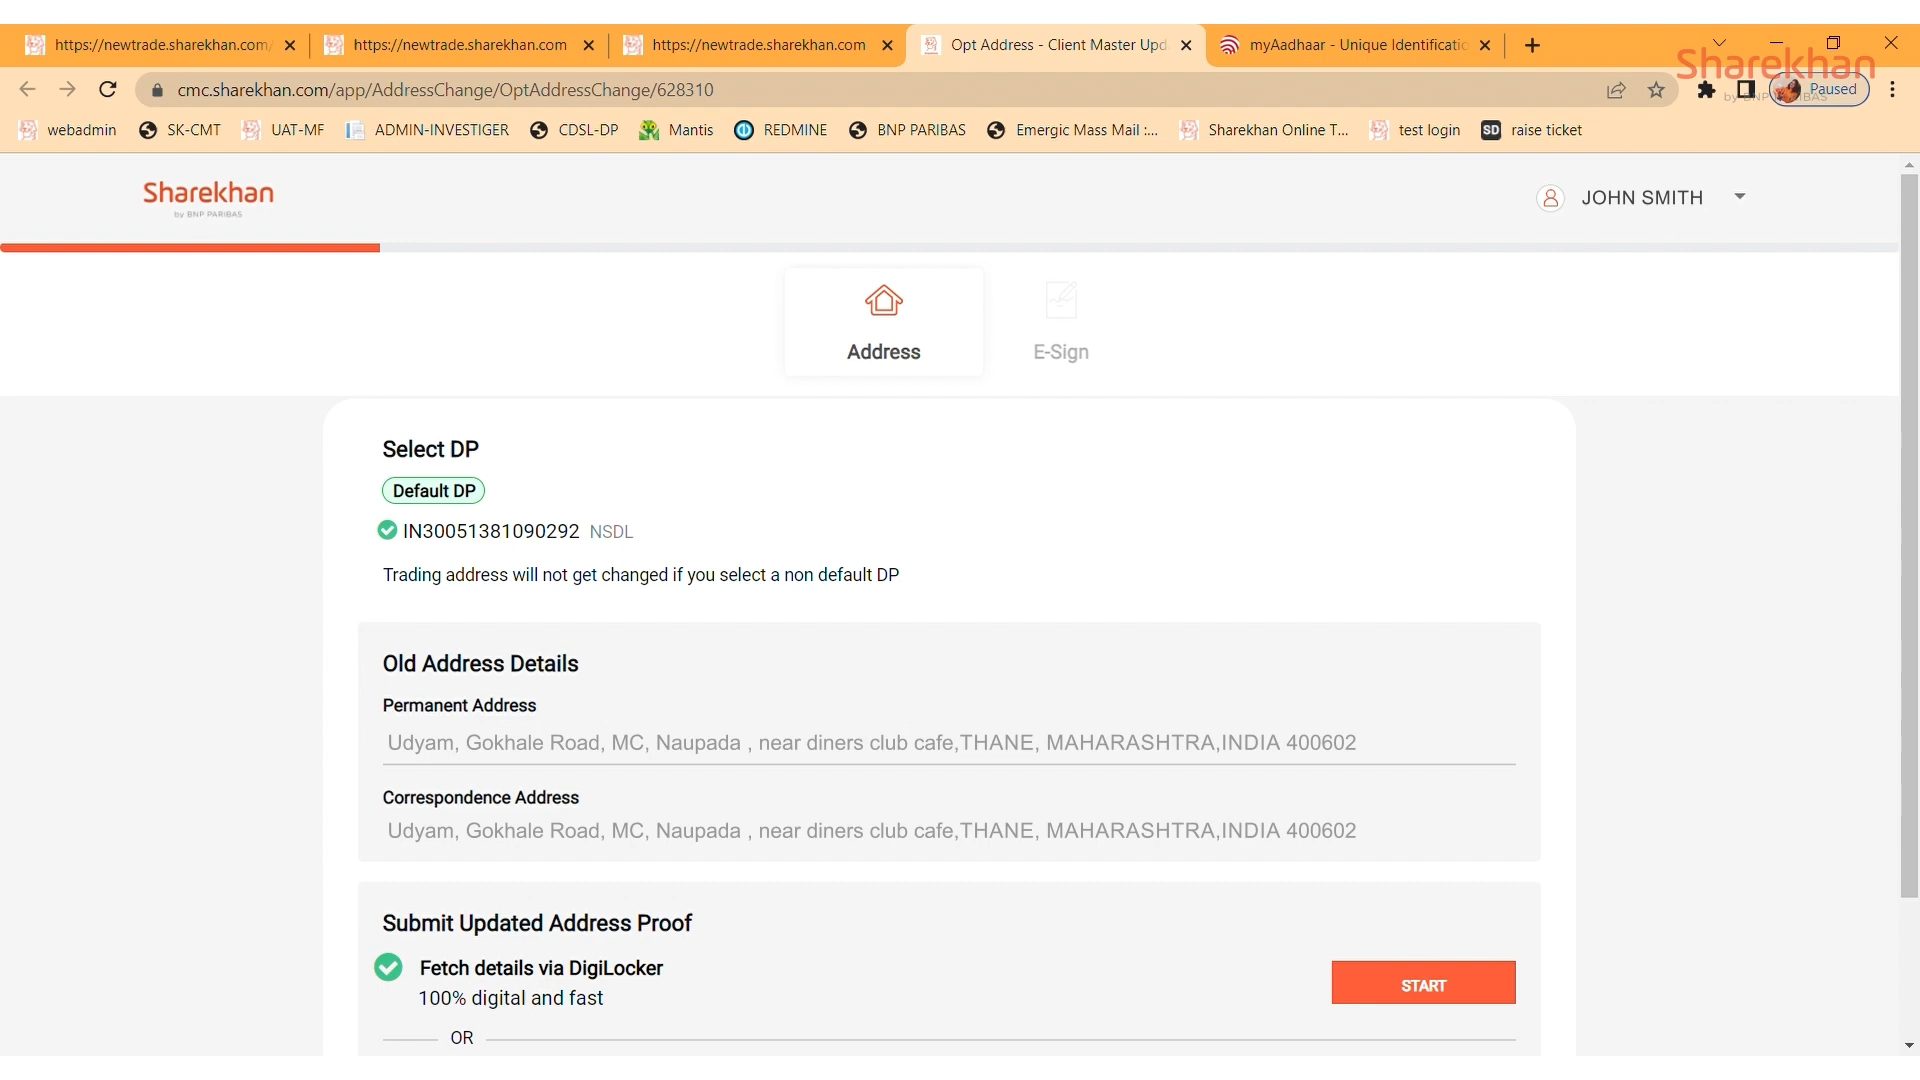 https://newtrade.sharekhan.com/
https://newtrade.sharekhan.com
https://newtrade.sharekhan.com
Opt Address - Client Master Upd
myAadhaar - Unique Identificatic
Sharekhan
by BNP PARIBAS
cmc.sharekhan.com/app/AddressChange/OptAddressChange/628310
Paused
webadmin
SK-CMT
UAT-MF
ADMIN-INVESTIGER
CDSL-DP
Mantis
REDMINE
BNP PARIBAS
Emergic Mass Mail :...
Sharekhan Online T...
test login
SD
raise ticket
Sharekhan
by BNP PARIBAS
JOHN SMITH
Address
E-Sign
Select DP
Default DP
IN30051381090292 NSDL
Trading address will not get changed if you select a non default DP
Old Address Details
Permanent Address
Udyam, Gokhale Road, MC, Naupada , near diners club cafe,THANE, MAHARASHTRA,INDIA 400602
Correspondence Address
Udyam, Gokhale Road, MC, Naupada , near diners club cafe,THANE, MAHARASHTRA,INDIA 400602
Submit Updated Address Proof
Fetch details via DigiLocker
100% digital and fast
START
OR